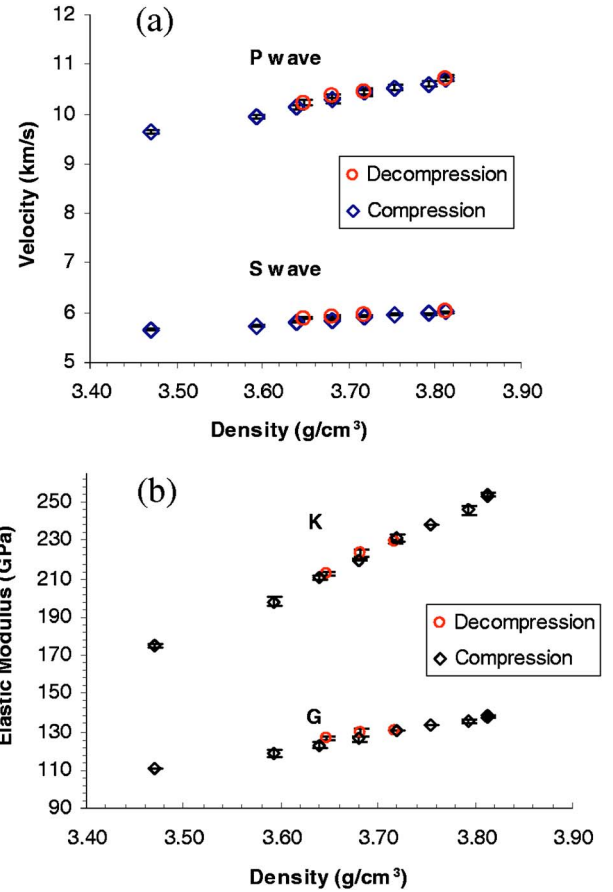 (a)
12
11
10
9
8
7
6
5
P wave
S wave
Decompression
Compression
Velocity (km/s)
3.40 3.50 3.60 3.70 3.80 3.90
Density (g/cm³)
(b)
250
230
210
190
170
150
130
110
90
K
G
Decompression
Compression
Elastic Modulus (GPa)
3.40 3.50 3.60 3.70 3.80 3.90
Density (g/cm³)